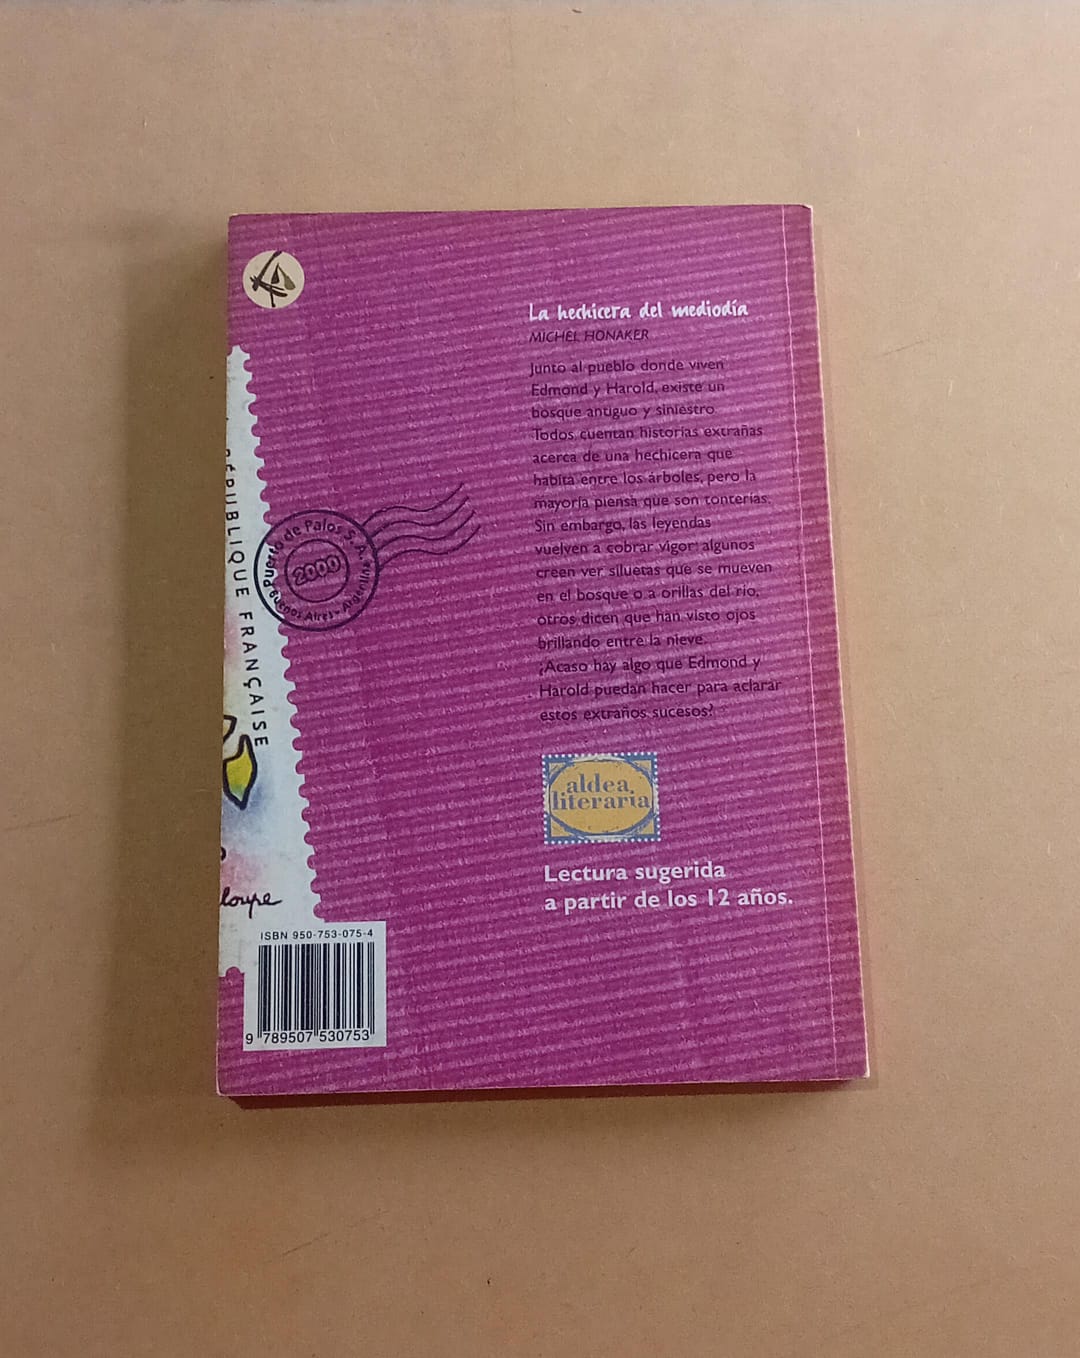 La hechicera del mediodía
MICHEL HONAKER
Junto al pueblo donde viven
Edmond y Harold, existe un
bosque antiguo y siniestro.
Todos cuentan historias extrañas
acerca de una hechicera que
habita entre los árboles, pero la
mayoría piensa que son tonterías.
Sin embargo, las leyendas
vuelven a cobrar vigor: algunos
creen ver siluetas que se mueven
en el bosque o a orillas del río,
otros dicen que han visto ojos
brillando entre la nieve.
¿Acaso hay algo que Edmond y
Harold puedan hacer para aclarar
estos extraños sucesos?
aldea
literaria
Lectura sugerida
a partir de los 12 años.
RÉPUBLIQUE FRANÇAISE
Puerto de Palos S.A.
2000
Buenos Aires - Argentina
loupe
ISBN 950-753-075-4
9 789507 530753